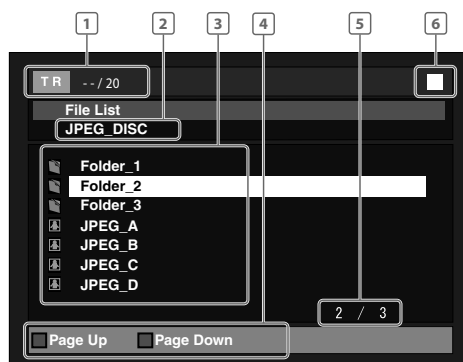 1 2 3 4 5 6
TR --/20
File List
JPEG_DISC
Folder_1
Folder_2
Folder_3
JPEG_A
JPEG_B
JPEG_C
JPEG_D
2 / 3
Page Up Page Down